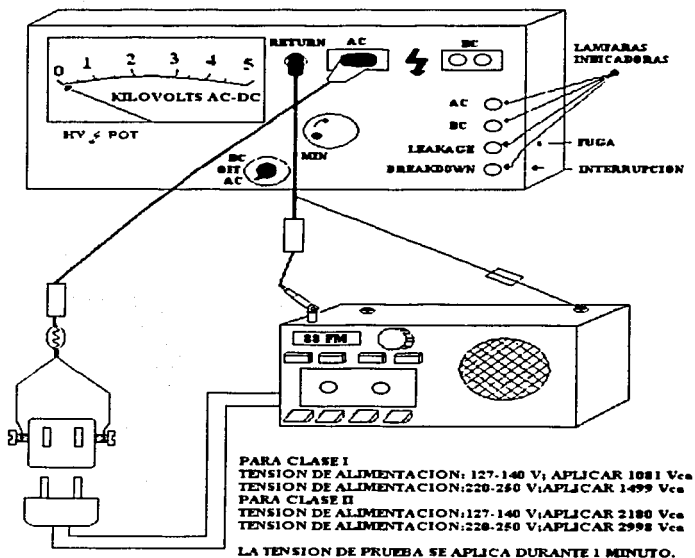 RETURN
AC
DC
LAMPARAS
INDICADORAS
0 1 2 3 4 5
KILOVOLTS AC-DC
HV POT
MIN
DC
OFF
AC
AC
DC
LEAKAGE
BREAKDOWN
FUGA
INTERRUPCION
88 FM
PARA CLASE I
TENSION DE ALIMENTACION: 127-140 V; APLICAR 1081 Vca
TENSION DE ALIMENTACION:220-250 V;APLICAR 1499 Vca
PARA CLASE II
TENSION DE ALIMENTACION:127-140 V;APLICAR 2180 Vca
TENSION DE ALIMENTACION:220-250 V;APLICAR 2998 Vca
LA TENSION DE PRUEBA SE APLICA DURANTE 1 MINUTO.